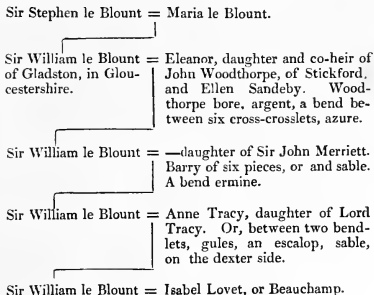 Sir Stephen le Blount = Maria le Blount.
Sir William le Blount = Eleanor, daughter and co-heir of
of Gladston, in Glou- John Woodthorpe, of Stickford,
cestershire. and Ellen Sandeby. Wood-
thorpe bore, argent, a bend be-
tween six cross-crosslets, azure.
Sir William le Blount = —daughter of Sir John Merriett.
Barry of six pieces, or and sable.
A bend ermine.
Sir William le Blount = Anne Tracy, daughter of Lord
Tracy. Or, between two bend-
lets, gules, an escalop, sable,
on the dexter side.
Sir William le Blount = Isabel Lovet, or Beauchamp.